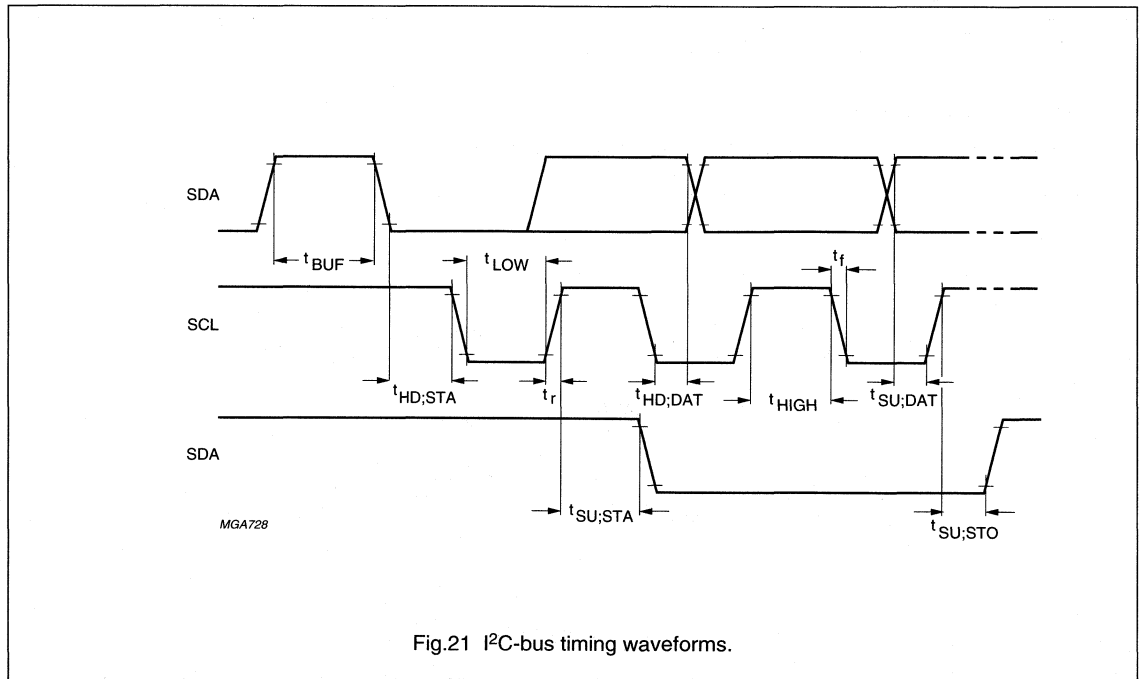 SDA
t BUF
t LOW
t f
SCL
t HD;STA
t r
t HD;DAT
t HIGH
t SU;DAT
SDA
t SU;STA
t SU;STO
MGA728
Fig.21 I²C-bus timing waveforms.